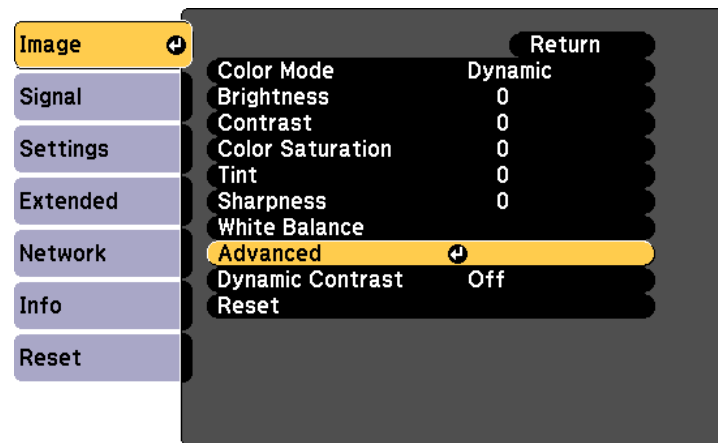 Image
Signal
Settings
Extended
Network
Info
Reset
Return
Color Mode Dynamic
Brightness 0
Contrast 0
Color Saturation 0
Tint 0
Sharpness 0
White Balance
Advanced
Dynamic Contrast Off
Reset